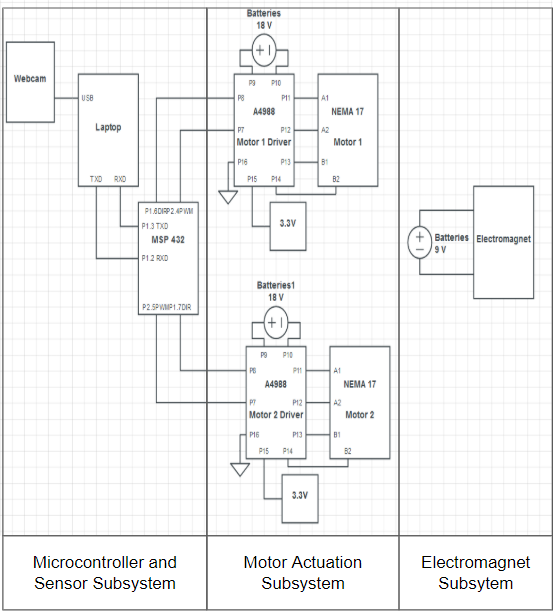 Batteries
18 V
Webcam
USB
Laptop
TXD RXD
P1.6DIRP2.4PWM
P1.3 TXD
MSP 432
P1.2 RXD
P2.5PWMP1.7DIR
P9 P10
P8 P11
A4988
P7 P12
Motor 1 Driver
P16 P13
P15 P14
A1
NEMA 17
A2
Motor 1
B1
B2
3.3V
Batteries1
18 V
P9 P10
P8 P11
A4988
P7 P12
Motor 2 Driver
P16 P13
P15 P14
A1
NEMA 17
A2
Motor 2
B1
B2
3.3V
Batteries
9 V
Electromagnet
Microcontroller and
Sensor Subsystem
Motor Actuation
Subsystem
Electromagnet
Subsytem